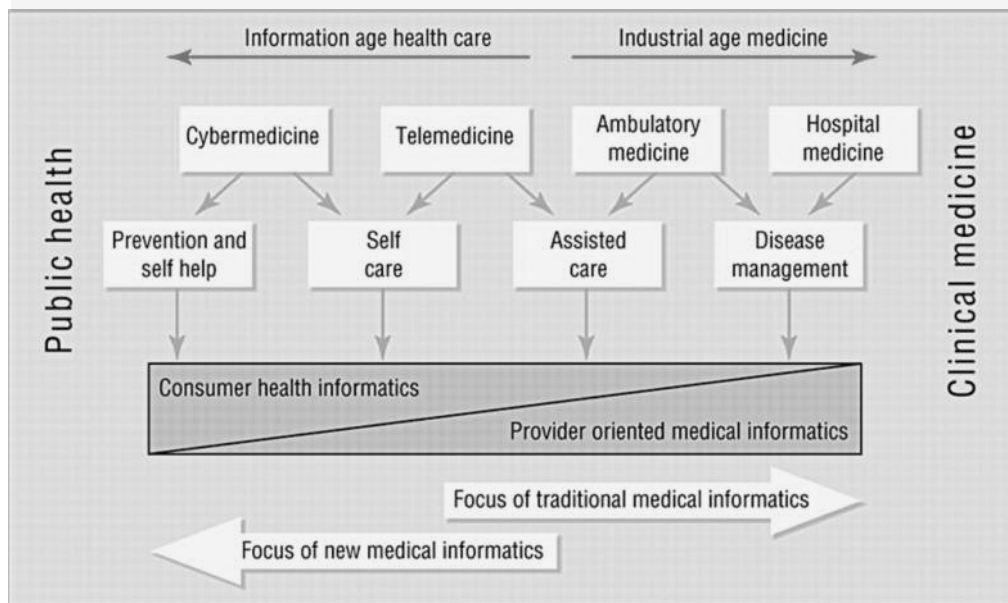 Information age health care
Industrial age medicine
Cybermedicine
Telemedicine
Ambulatory
medicine
Hospital
medicine
Public health
Clinical medicine
Prevention and
self help
Self
care
Assisted
care
Disease
management
Consumer health informatics
Provider oriented medical informatics
Focus of traditional medical informatics
Focus of new medical informatics